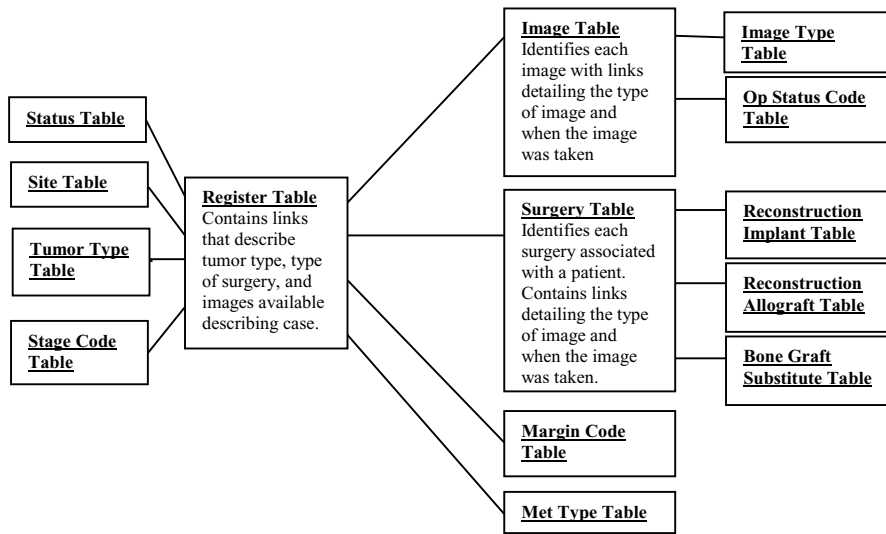 Status Table
Site Table
Tumor Type
Table
Stage Code
Table
Register Table
Contains links
that describe
tumor type, type
of surgery, and
images available
describing case.
Image Table
Identifies each
image with links
detailing the type
of image and
when the image
was taken
Surgery Table
Identifies each
surgery associated
with a patient.
Contains links
detailing the type
of image and
when the image
was taken.
Margin Code
Table
Met Type Table
Image Type
Table
Op Status Code
Table
Reconstruction
Implant Table
Reconstruction
Allograft Table
Bone Graft
Substitute Table